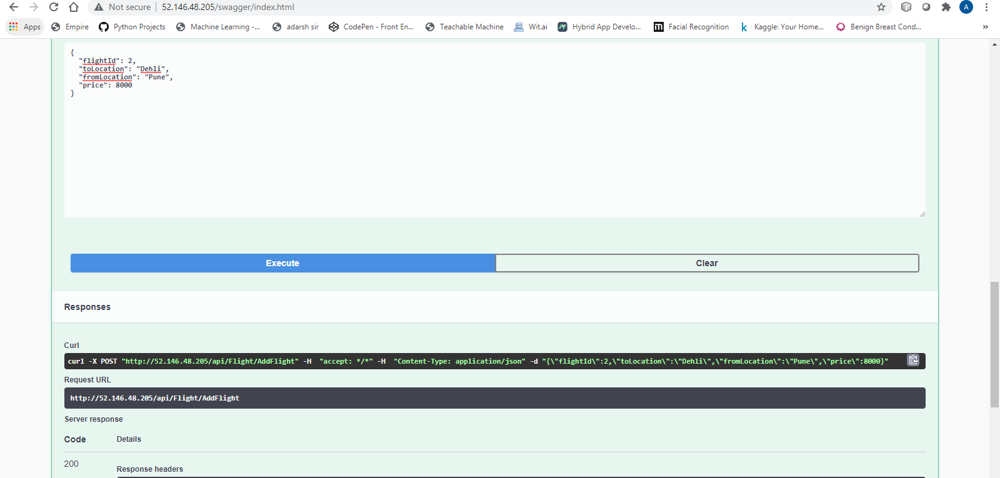 Not secure | 52.146.48.205/swagger/index.html A
Apps Empire Python Projects Machine Learning -... adarsh sir CodePen - Front En... Teachable Machine Wit.ai Hybrid App Develo... Facial Recognition Kaggle: Your Home... Benign Breast Cond... »
{
"flightId": 2,
"toLocation": "Dehli",
"fromLocation": "Pune",
"price": 8000
}
Execute Clear
Responses
Curl
curl -X POST "http://52.146.48.205/api/Flight/AddFlight" -H  "accept: */*" -H  "Content-Type: application/json" -d "{\"flightId\":2,\"toLocation\":\"Dehli\",\"fromLocation\":\"Pune\",\"price\":8000}"
Request URL
http://52.146.48.205/api/Flight/AddFlight
Server response
Code Details
200
Response headers